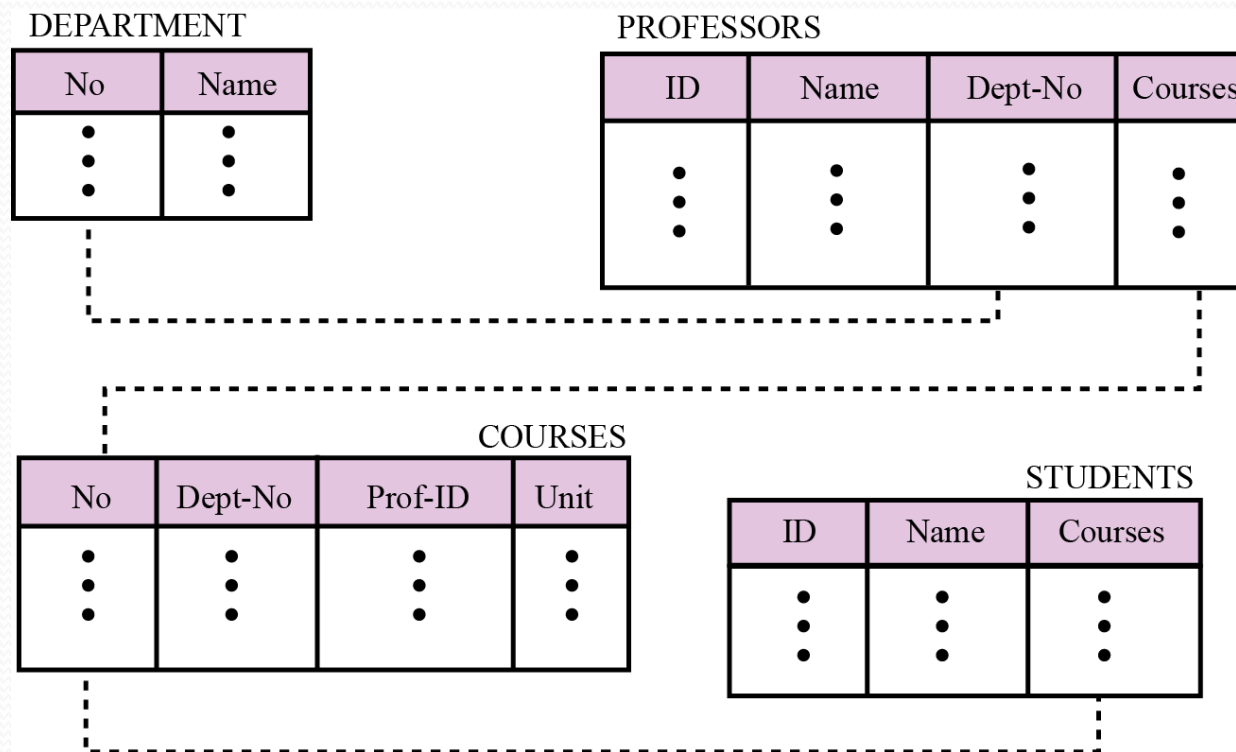 DEPARTMENT
No Name
PROFESSORS
ID Name Dept-No Courses
COURSES
No Dept-No Prof-ID Unit
STUDENTS
ID Name Courses